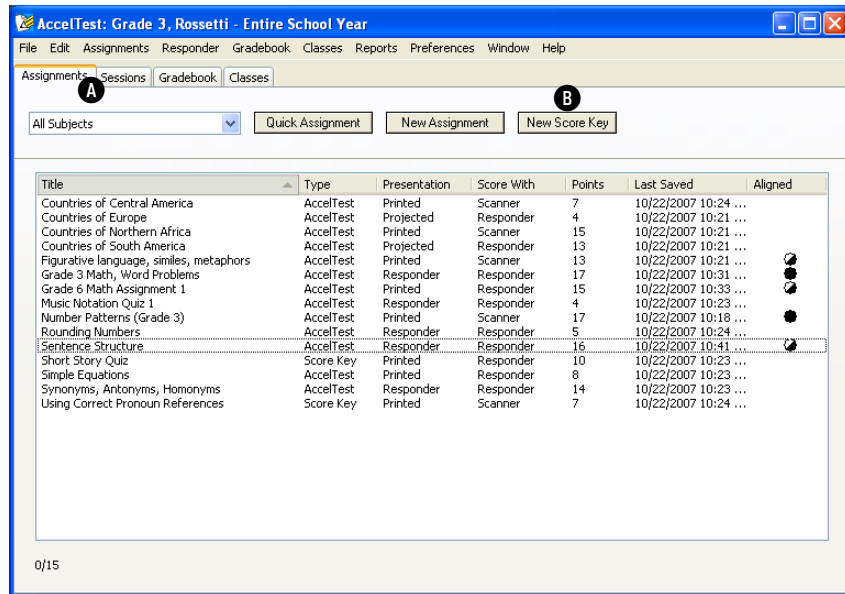 AccelTest: Grade 3, Rossetti - Entire School Year
File Edit Assignments Responder Gradebook Classes Reports Preferences Window Help
Assignments Sessions Gradebook Classes
A
B
All Subjects Quick Assignment New Assignment New Score Key
Title Type Presentation Score With Points Last Saved Aligned
Countries of Central America AccelTest Printed Scanner 7 10/22/2007 10:24 ...
Countries of Europe AccelTest Projected Responder 4 10/22/2007 10:21 ...
Countries of Northern Africa AccelTest Printed Scanner 15 10/22/2007 10:21 ...
Countries of South America AccelTest Projected Responder 13 10/22/2007 10:21 ...
Figurative language, similes, metaphors AccelTest Printed Scanner 13 10/22/2007 10:21 ...
Grade 3 Math, Word Problems AccelTest Responder Responder 17 10/22/2007 10:31 ...
Grade 6 Math Assignment 1 AccelTest Printed Responder 15 10/22/2007 10:33 ...
Music Notation Quiz 1 AccelTest Responder Responder 4 10/22/2007 10:23 ...
Number Patterns (Grade 3) AccelTest Printed Scanner 17 10/22/2007 10:18 ...
Rounding Numbers AccelTest Responder Responder 5 10/22/2007 10:24 ...
Sentence Structure AccelTest Responder Responder 16 10/22/2007 10:41 ...
Short Story Quiz Score Key Printed Responder 10 10/22/2007 10:23 ...
Simple Equations AccelTest Printed Responder 8 10/22/2007 10:23 ...
Synonyms, Antonyms, Homonyms AccelTest Responder Responder 14 10/22/2007 10:23 ...
Using Correct Pronoun References Score Key Printed Scanner 7 10/22/2007 10:24 ...
0/15